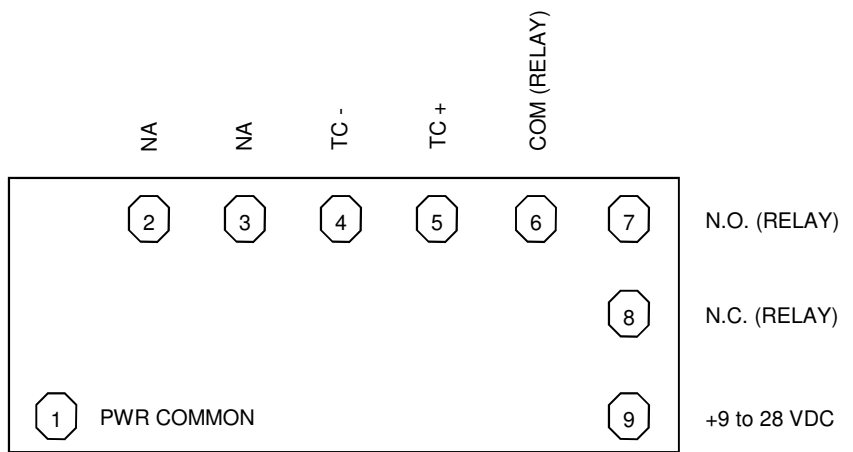 NA
NA
TC -
TC +
COM (RELAY)
2
3
4
5
6
7
N.O. (RELAY)
8
N.C. (RELAY)
1
PWR COMMON
9
+9 to 28 VDC